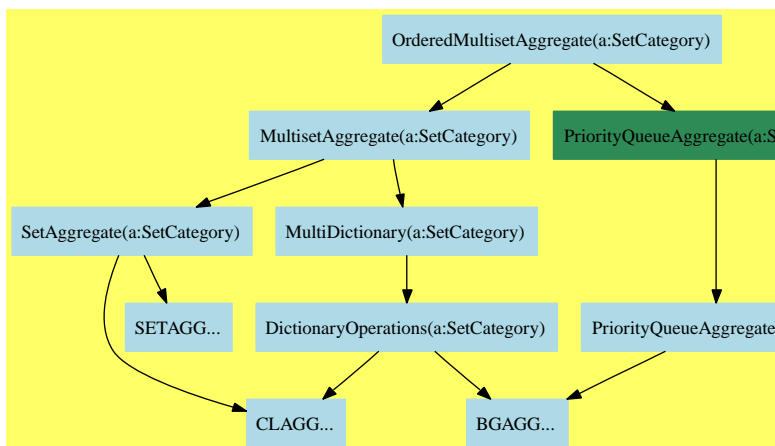 OrderedMultisetAggregate(a:SetCategory)
MultisetAggregate(a:SetCategory)
PriorityQueueAggregate(a:S
SetAggregate(a:SetCategory)
MultiDictionary(a:SetCategory)
SETAGG...
DictionaryOperations(a:SetCategory)
PriorityQueueAggregate
CLAGG...
BGAGG...